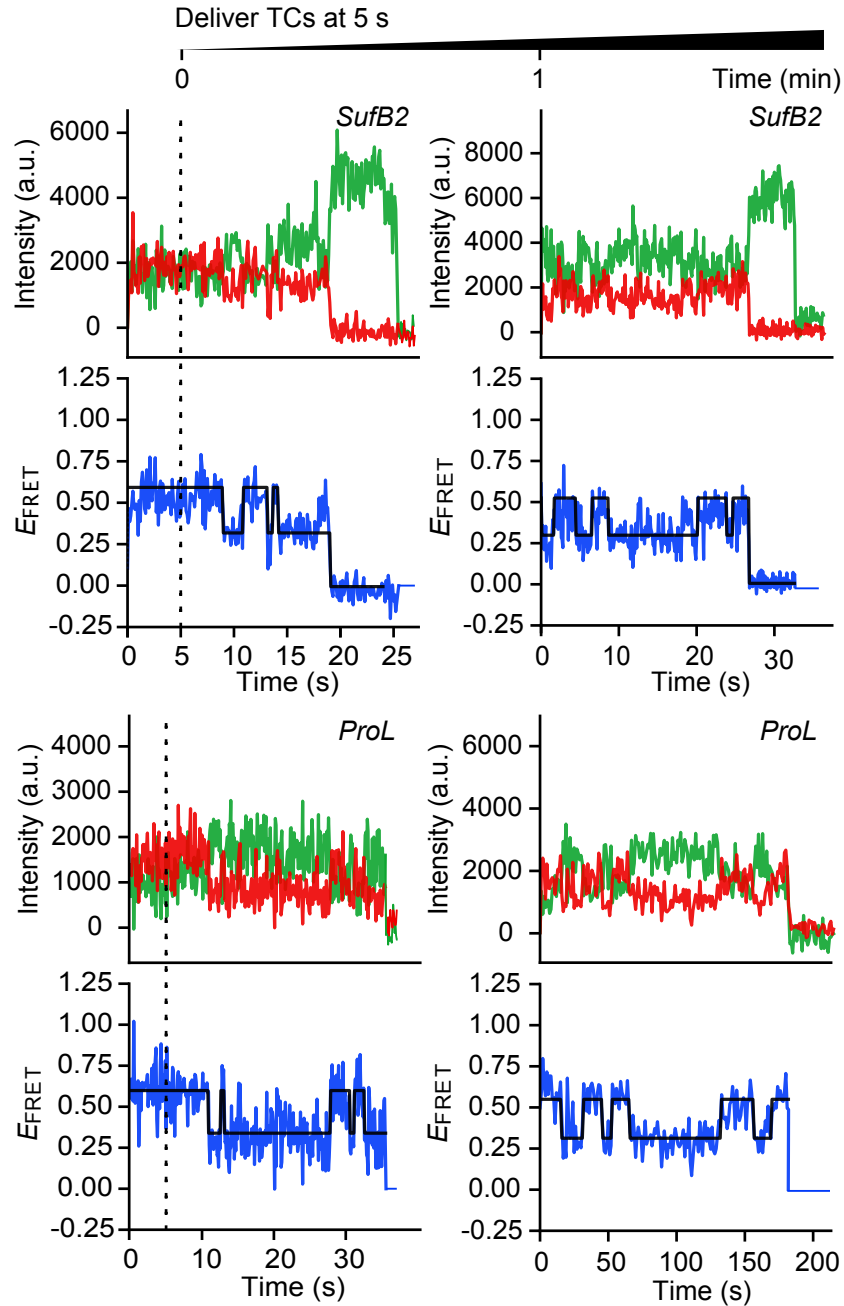 Deliver TCs at 5 s
0 1 Time (min)
SufB2
Intensity (a.u.)
6000
4000
2000
0
SufB2
Intensity (a.u.)
8000
6000
4000
2000
0
EFRET
1.25
1.00
0.75
0.50
0.25
0.00
-0.25
0 5 10 15 20 25
Time (s)
EFRET
1.25
1.00
0.75
0.50
0.25
0.00
-0.25
0 10 20 30
Time (s)
ProL
Intensity (a.u.)
4000
3000
2000
1000
0
ProL
Intensity (a.u.)
6000
4000
2000
0
EFRET
1.25
1.00
0.75
0.50
0.25
0.00
-0.25
0 10 20 30
Time (s)
EFRET
1.25
1.00
0.75
0.50
0.25
0.00
-0.25
0 50 100 150 200
Time (s)